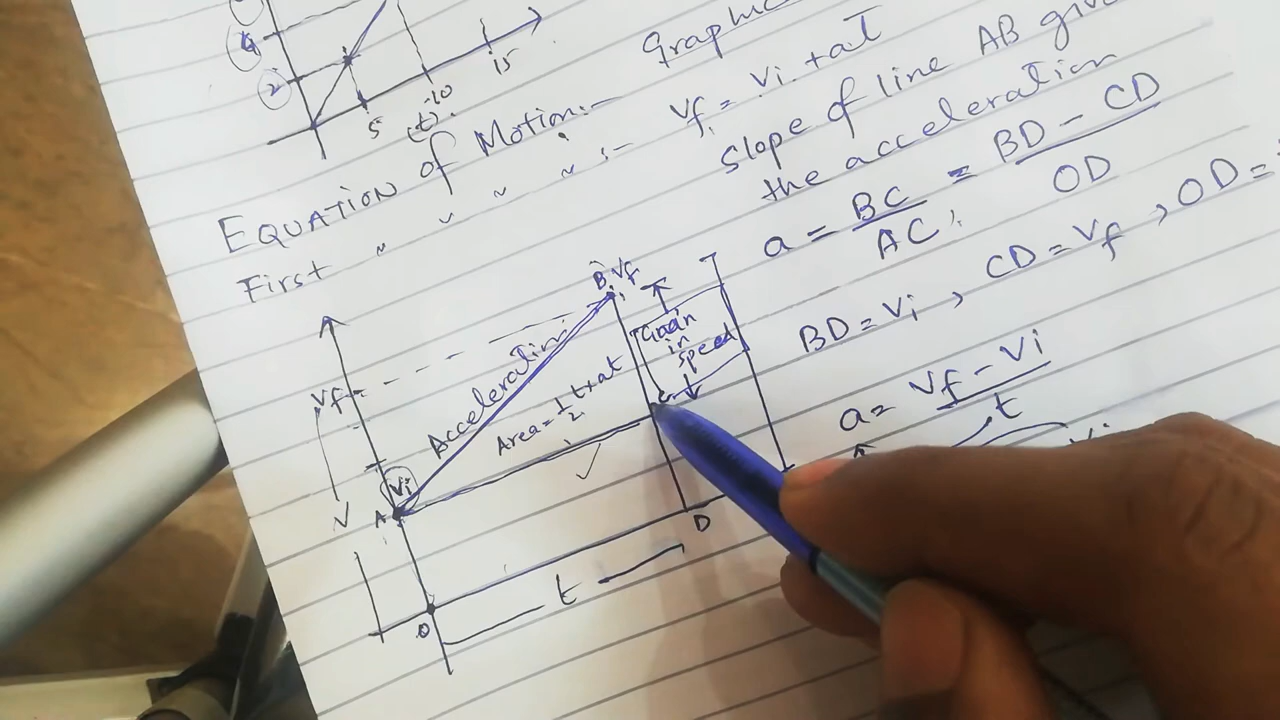 4
2
5
10
15
(t).
Graphic
EQUATION of Motion:-
First " " " " :- Vf = Vi + at
Slope of line AB give
the acceleration
a = BC/AC = BD - CD/OD
BD = Vi , CD = Vf , OD =
a = Vf - Vi/t
B, Vf
Gain
in
speed
Vf
Acceleration
Area = 1/2 t × at
Vi
A
V
C
D
O
t